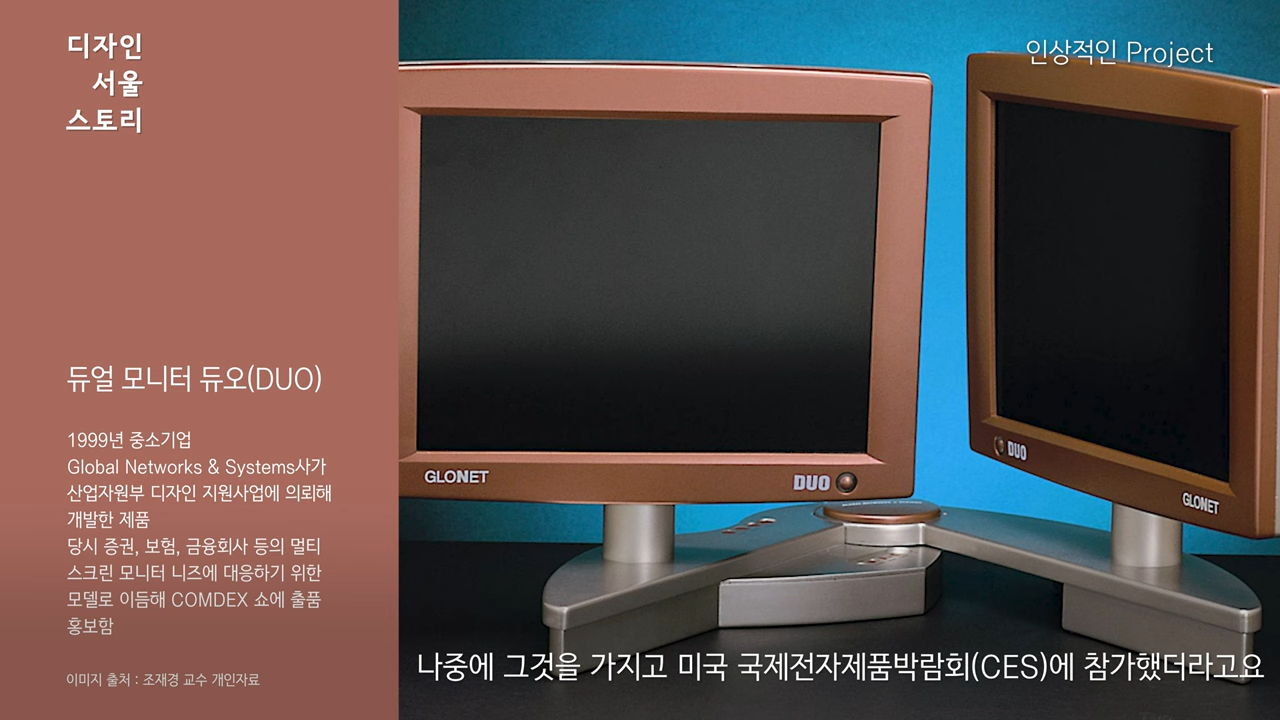 디자인
서울
스토리
인상적인 Project
듀얼 모니터 듀오(DUO)
1999년 중소기업
Global Networks & Systems사가
산업자원부 디자인 지원사업에 의뢰해
개발한 제품
당시 증권, 보험, 금융회사 등의 멀티
스크린 모니터 니즈에 대응하기 위한
모델로 이듬해 COMDEX 쇼에 출품
홍보함
이미지 출처 : 조재경 교수 개인자료
GLONET
DUO
DUO
GLONET
나중에 그것을 가지고 미국 국제전자제품박람회(CES)에 참가했더라고요